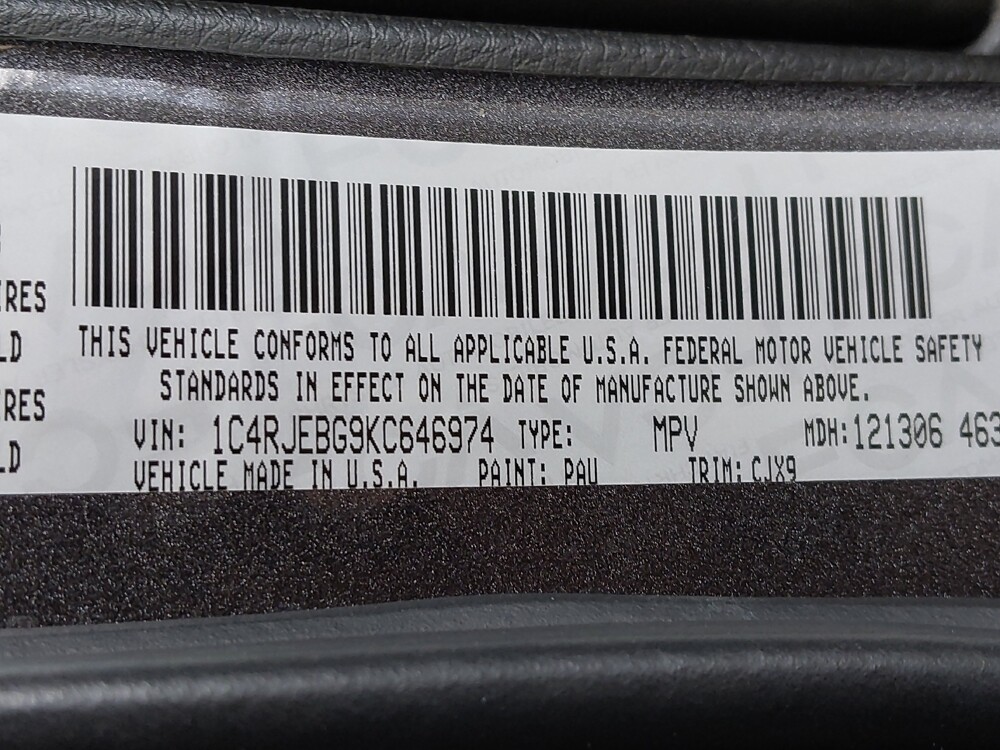 IRES
LD
IRES
LD
THIS VEHICLE CONFORMS TO ALL APPLICABLE U.S.A. FEDERAL MOTOR VEHICLE SAFETY
STANDARDS IN EFFECT ON THE DATE OF MANUFACTURE SHOWN ABOVE.
VIN: 1C4RJEBG9KC646974 TYPE: MPV MDH:121306 463
VEHICLE MADE IN U.S.A. PAINT: PAU TRIM: CJX9